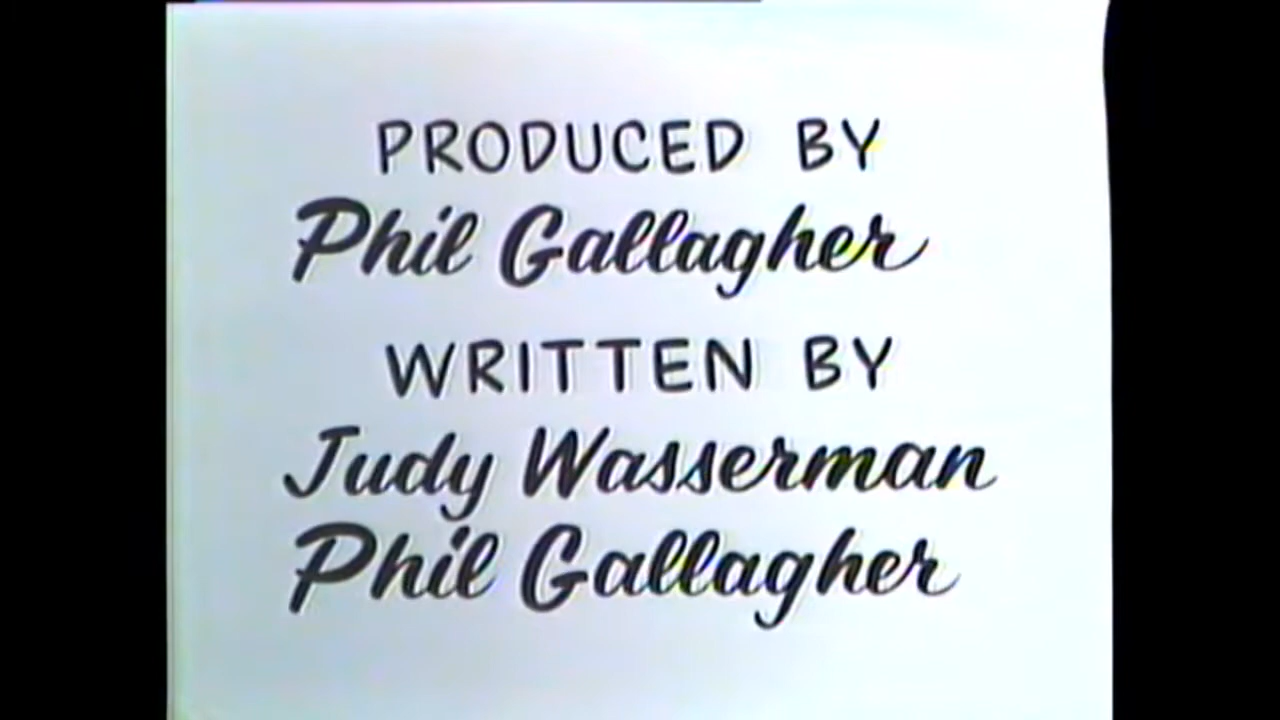 PRODUCED BY
Phil Gallagher
WRITTEN BY
Judy Wasserman
Phil Gallagher